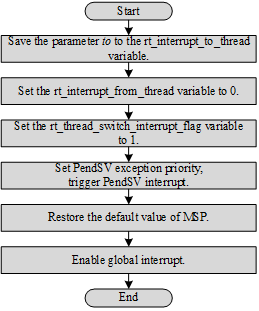 Start
Save the parameter to to the rt_interrupt_to_thread
variable.
Set the rt_interrupt_from_thread variable to 0.
Set the rt_thread_switch_interrupt_flag variable
to 1.
Set PendSV exception priority,
trigger PendSV interrupt.
Restore the default value of MSP.
Enable global interrupt.
End